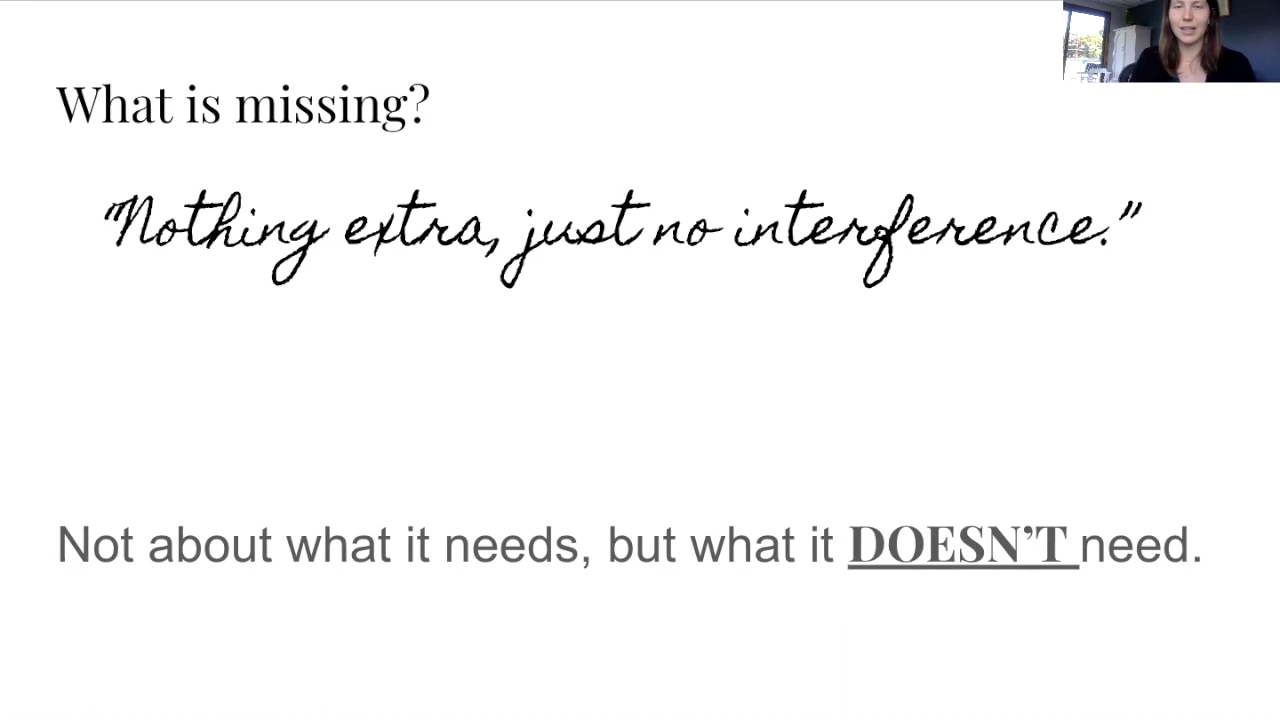 What is missing?
"Nothing extra, just no interference."
Not about what it needs, but what it DOESN’T need.